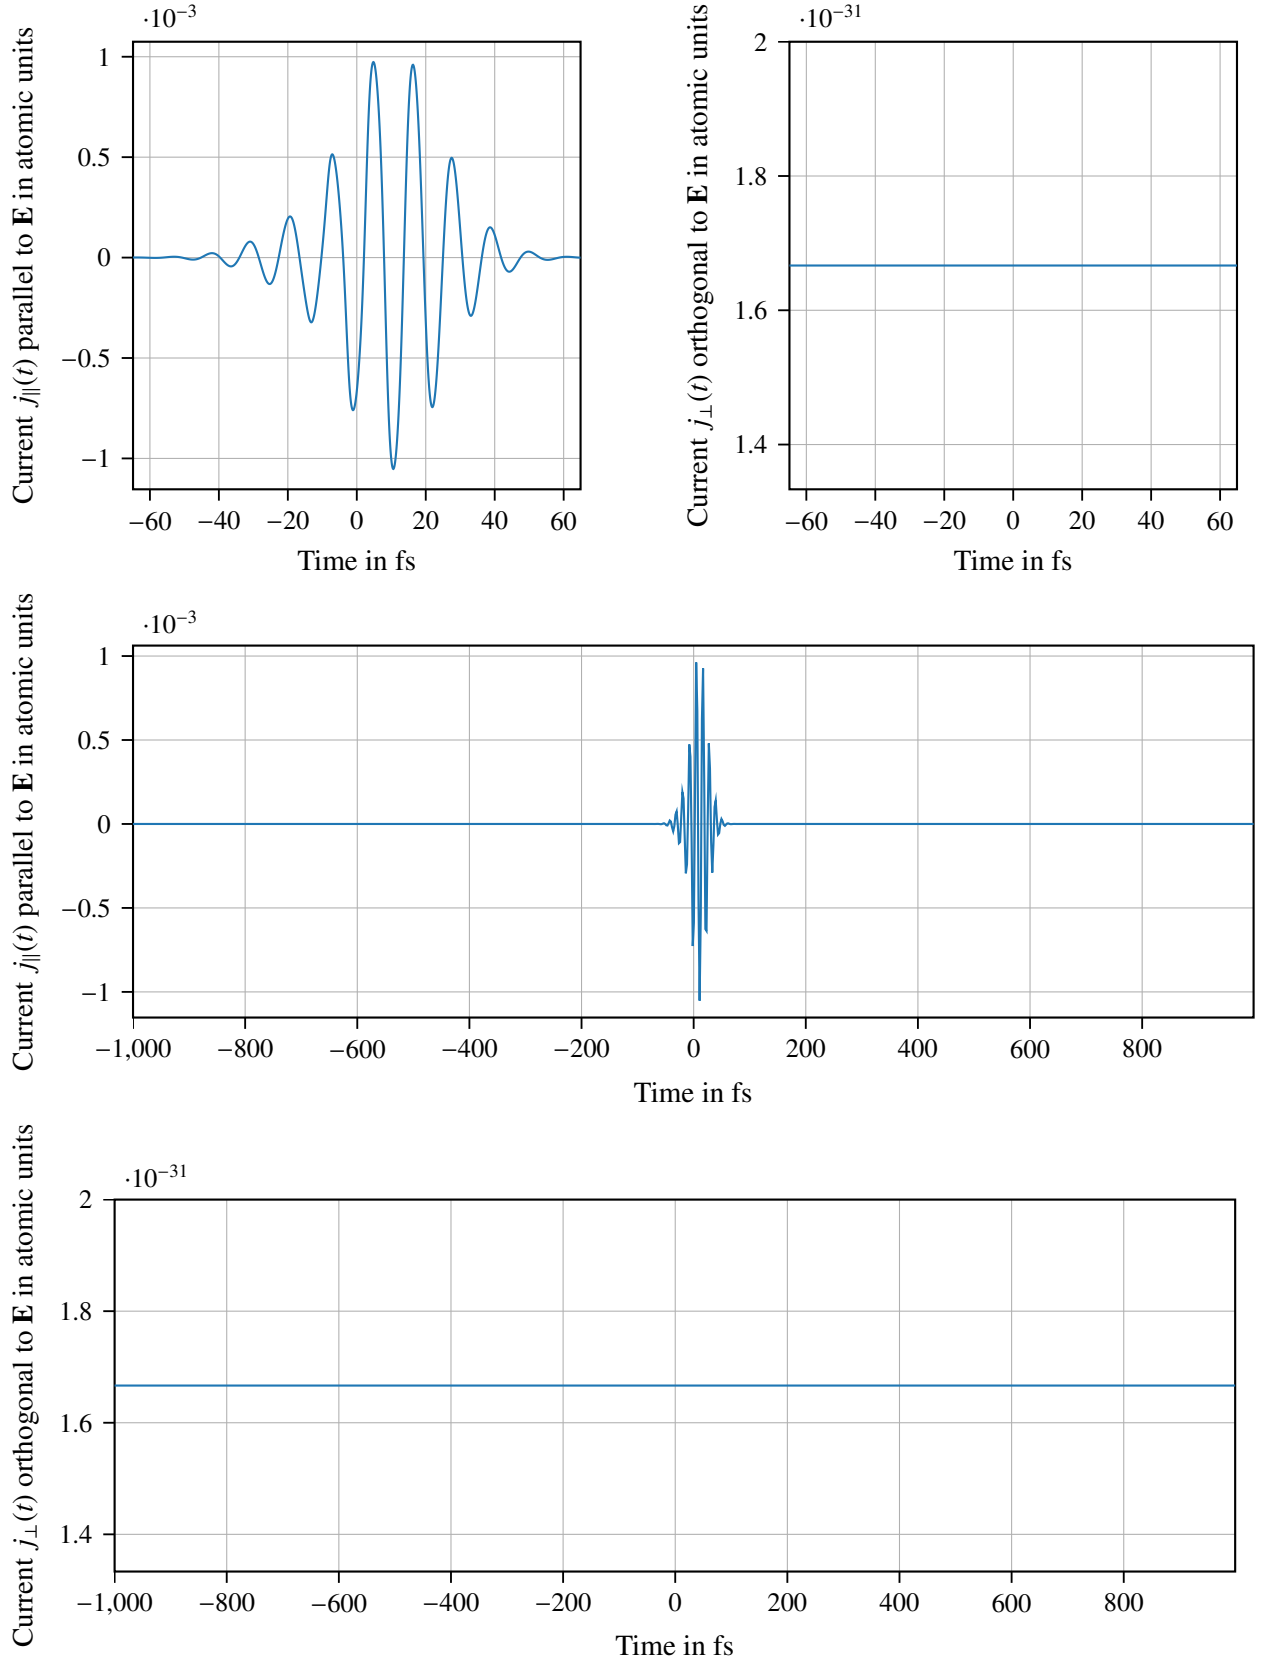 ·10⁻³
Current j∥(t) parallel to E in atomic units
1
0.5
0
−0.5
−1
−60 −40 −20 0 20 40 60
Time in fs
·10⁻³¹
Current j⊥(t) orthogonal to E in atomic units
2
1.8
1.6
1.4
−60 −40 −20 0 20 40 60
Time in fs
·10⁻³
Current j∥(t) parallel to E in atomic units
1
0.5
0
−0.5
−1
−1,000 −800 −600 −400 −200 0 200 400 600 800
Time in fs
·10⁻³¹
Current j⊥(t) orthogonal to E in atomic units
2
1.8
1.6
1.4
−1,000 −800 −600 −400 −200 0 200 400 600 800
Time in fs